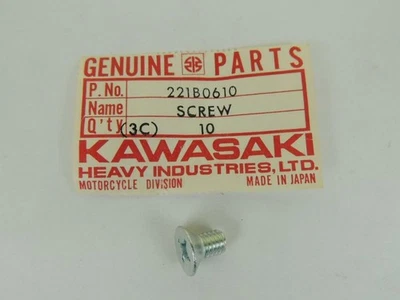 GENUINE PARTS
P.No. 221B0610
Name SCREW
Q'ty (3C) 10
KAWASAKI
HEAVY INDUSTRIES, LTD.
MOTORCYCLE DIVISION MADE IN JAPAN